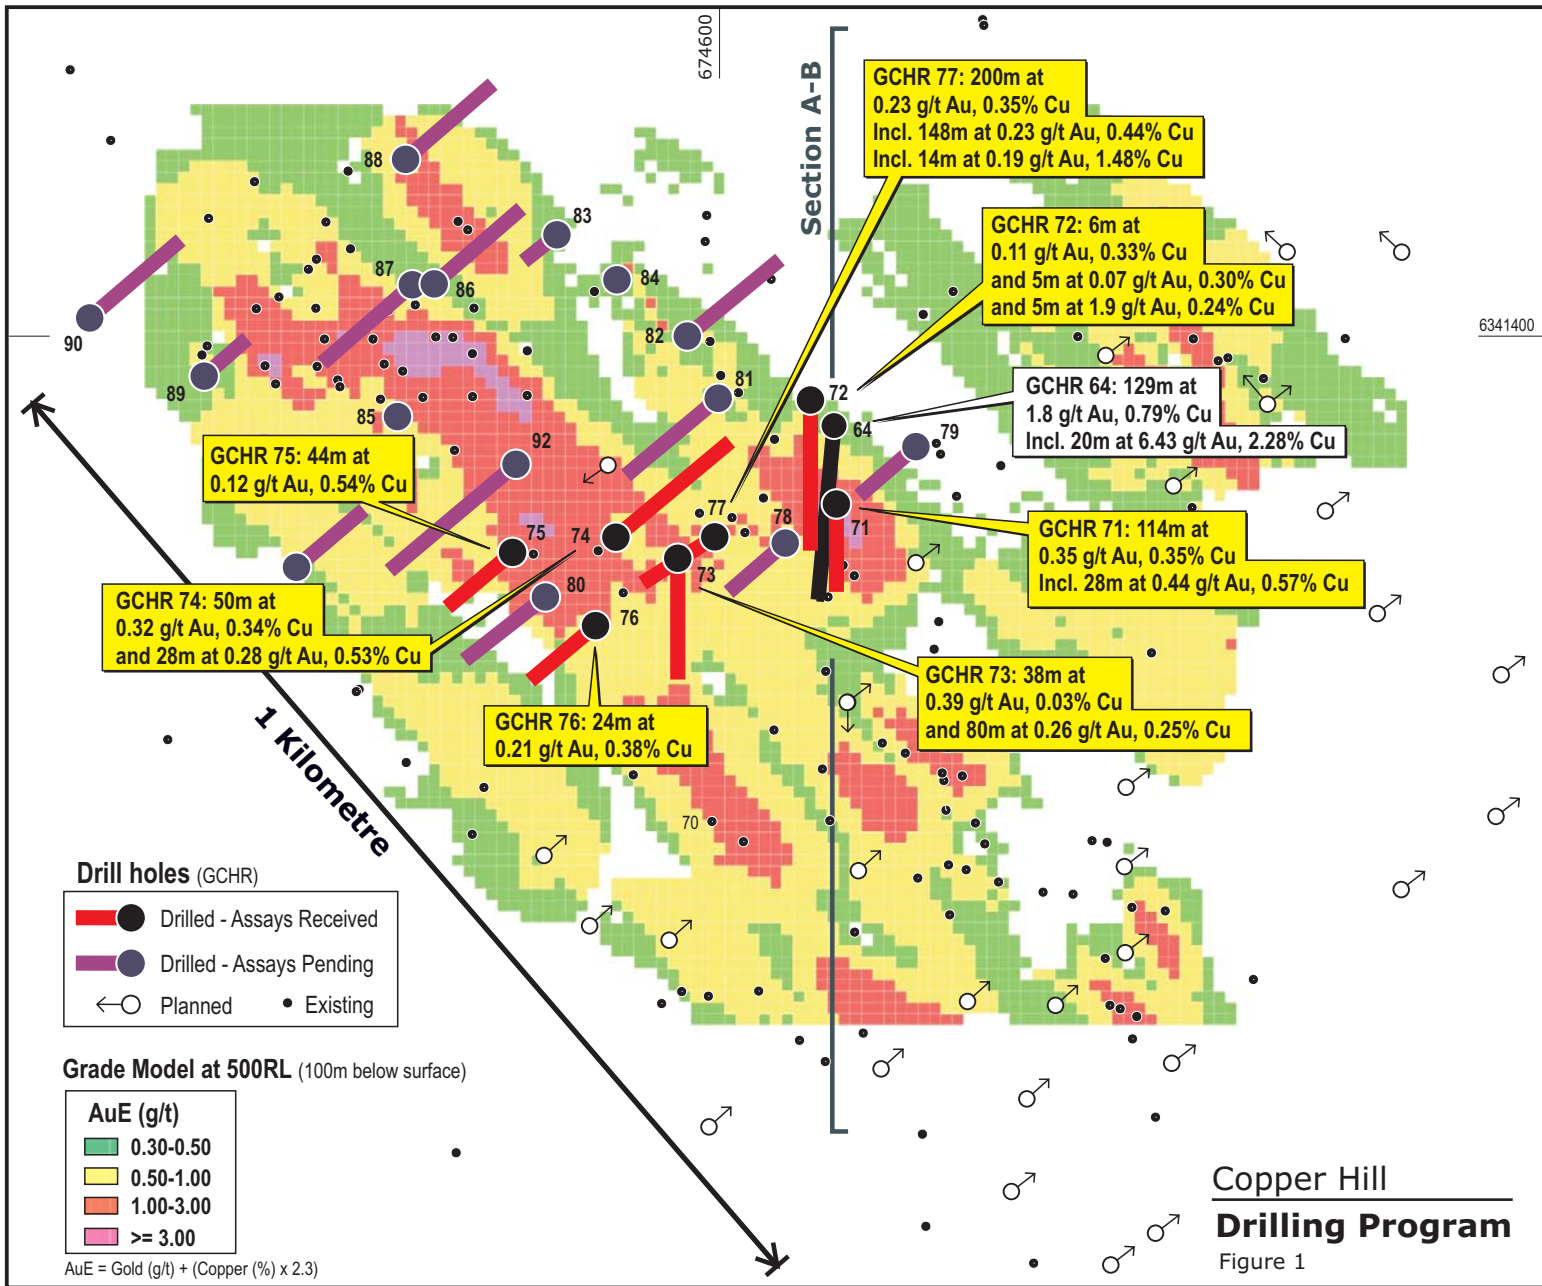 674600
Section A-B
GCHR 77: 200m at
0.23 g/t Au, 0.35% Cu
Incl. 148m at 0.23 g/t Au, 0.44% Cu
Incl. 14m at 0.19 g/t Au, 1.48% Cu
GCHR 72: 6m at
0.11 g/t Au, 0.33% Cu
and 5m at 0.07 g/t Au, 0.30% Cu
and 5m at 1.9 g/t Au, 0.24% Cu
6341400
88
83
87
86
84
90
82
89
81
72
85
64
79
92
GCHR 64: 129m at
1.8 g/t Au, 0.79% Cu
Incl. 20m at 6.43 g/t Au, 2.28% Cu
GCHR 75: 44m at
0.12 g/t Au, 0.54% Cu
77
78
71
75
74
73
80
76
GCHR 71: 114m at
0.35 g/t Au, 0.35% Cu
Incl. 28m at 0.44 g/t Au, 0.57% Cu
GCHR 74: 50m at
0.32 g/t Au, 0.34% Cu
and 28m at 0.28 g/t Au, 0.53% Cu
GCHR 73: 38m at
0.39 g/t Au, 0.03% Cu
and 80m at 0.26 g/t Au, 0.25% Cu
GCHR 76: 24m at
0.21 g/t Au, 0.38% Cu
1 Kilometre
70
Drill holes (GCHR)
Drilled - Assays Received
Drilled - Assays Pending
Planned Existing
Grade Model at 500RL (100m below surface)
AuE (g/t)
0.30-0.50
0.50-1.00
1.00-3.00
>= 3.00
AuE = Gold (g/t) + (Copper (%) x 2.3)
Copper Hill
Drilling Program
Figure 1